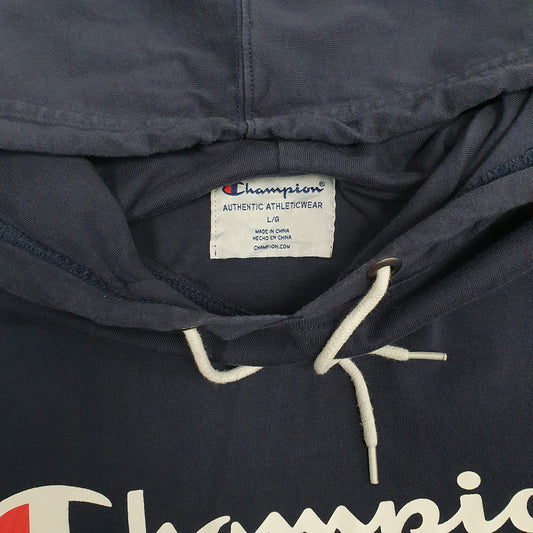 Champion®
AUTHENTIC ATHLETICWEAR
L/G
MADE IN CHINA
HECHO EN CHINA
CHAMPION.COM
Champion